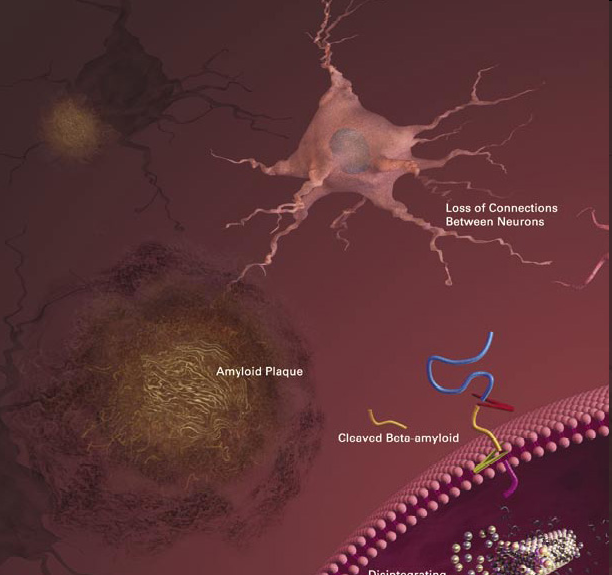 Loss of Connections
Between Neurons
Amyloid Plaque
Cleaved Beta-amyloid
Disintegrating